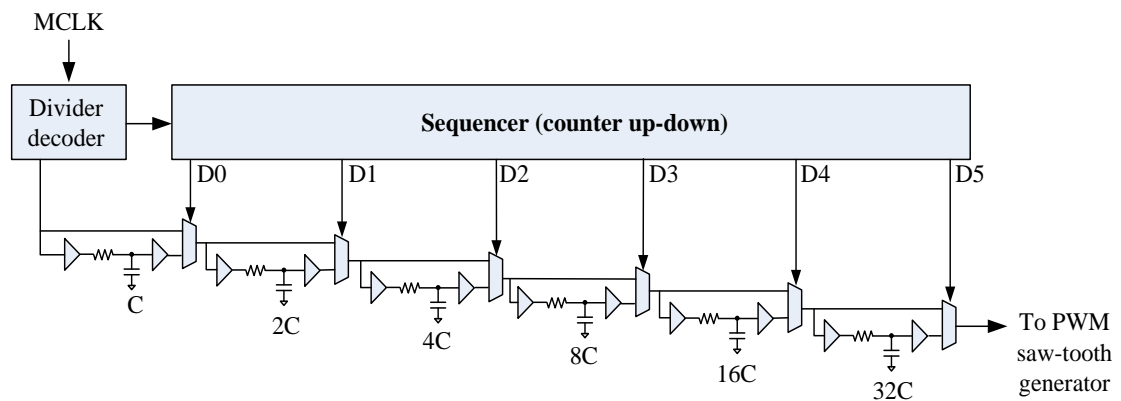 MCLK
Divider
decoder
Sequencer (counter up-down)
D0
D1
D2
D3
D4
D5
C
2C
4C
8C
16C
32C
To PWM
saw-tooth
generator